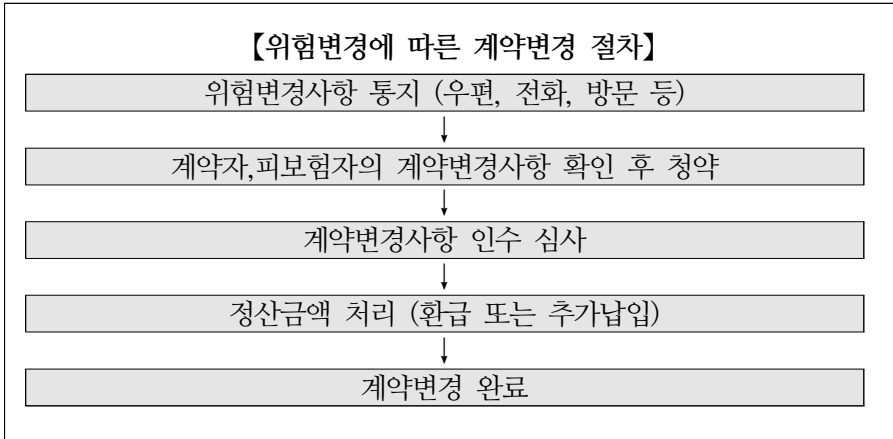 【위험변경에 따른 계약변경 절차】
위험변경사항 통지 (우편, 전화, 방문 등)
계약자,피보험자의 계약변경사항 확인 후 청약
계약변경사항 인수 심사
정산금액 처리 (환급 또는 추가납입)
계약변경 완료